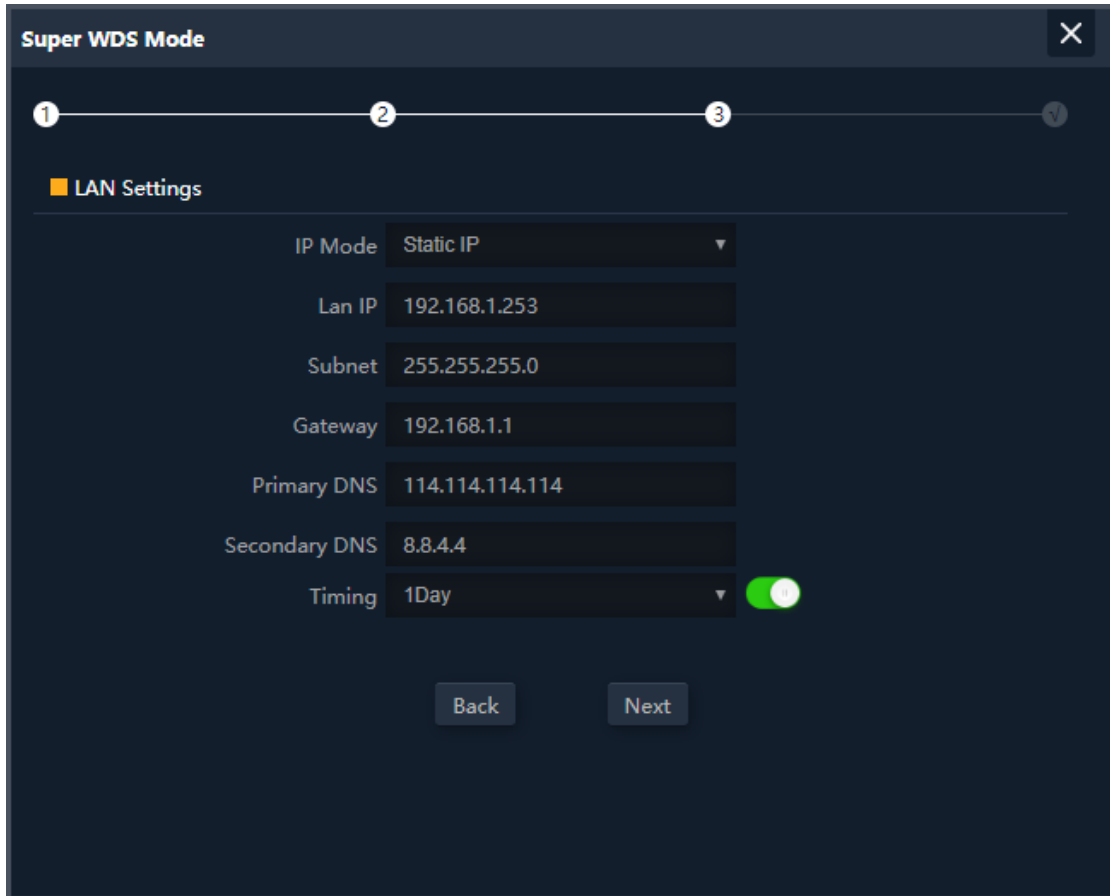 Super WDS Mode
1 2 3 √
LAN Settings
IP Mode Static IP
Lan IP 192.168.1.253
Subnet 255.255.255.0
Gateway 192.168.1.1
Primary DNS 114.114.114.114
Secondary DNS 8.8.4.4
Timing 1Day
Back Next